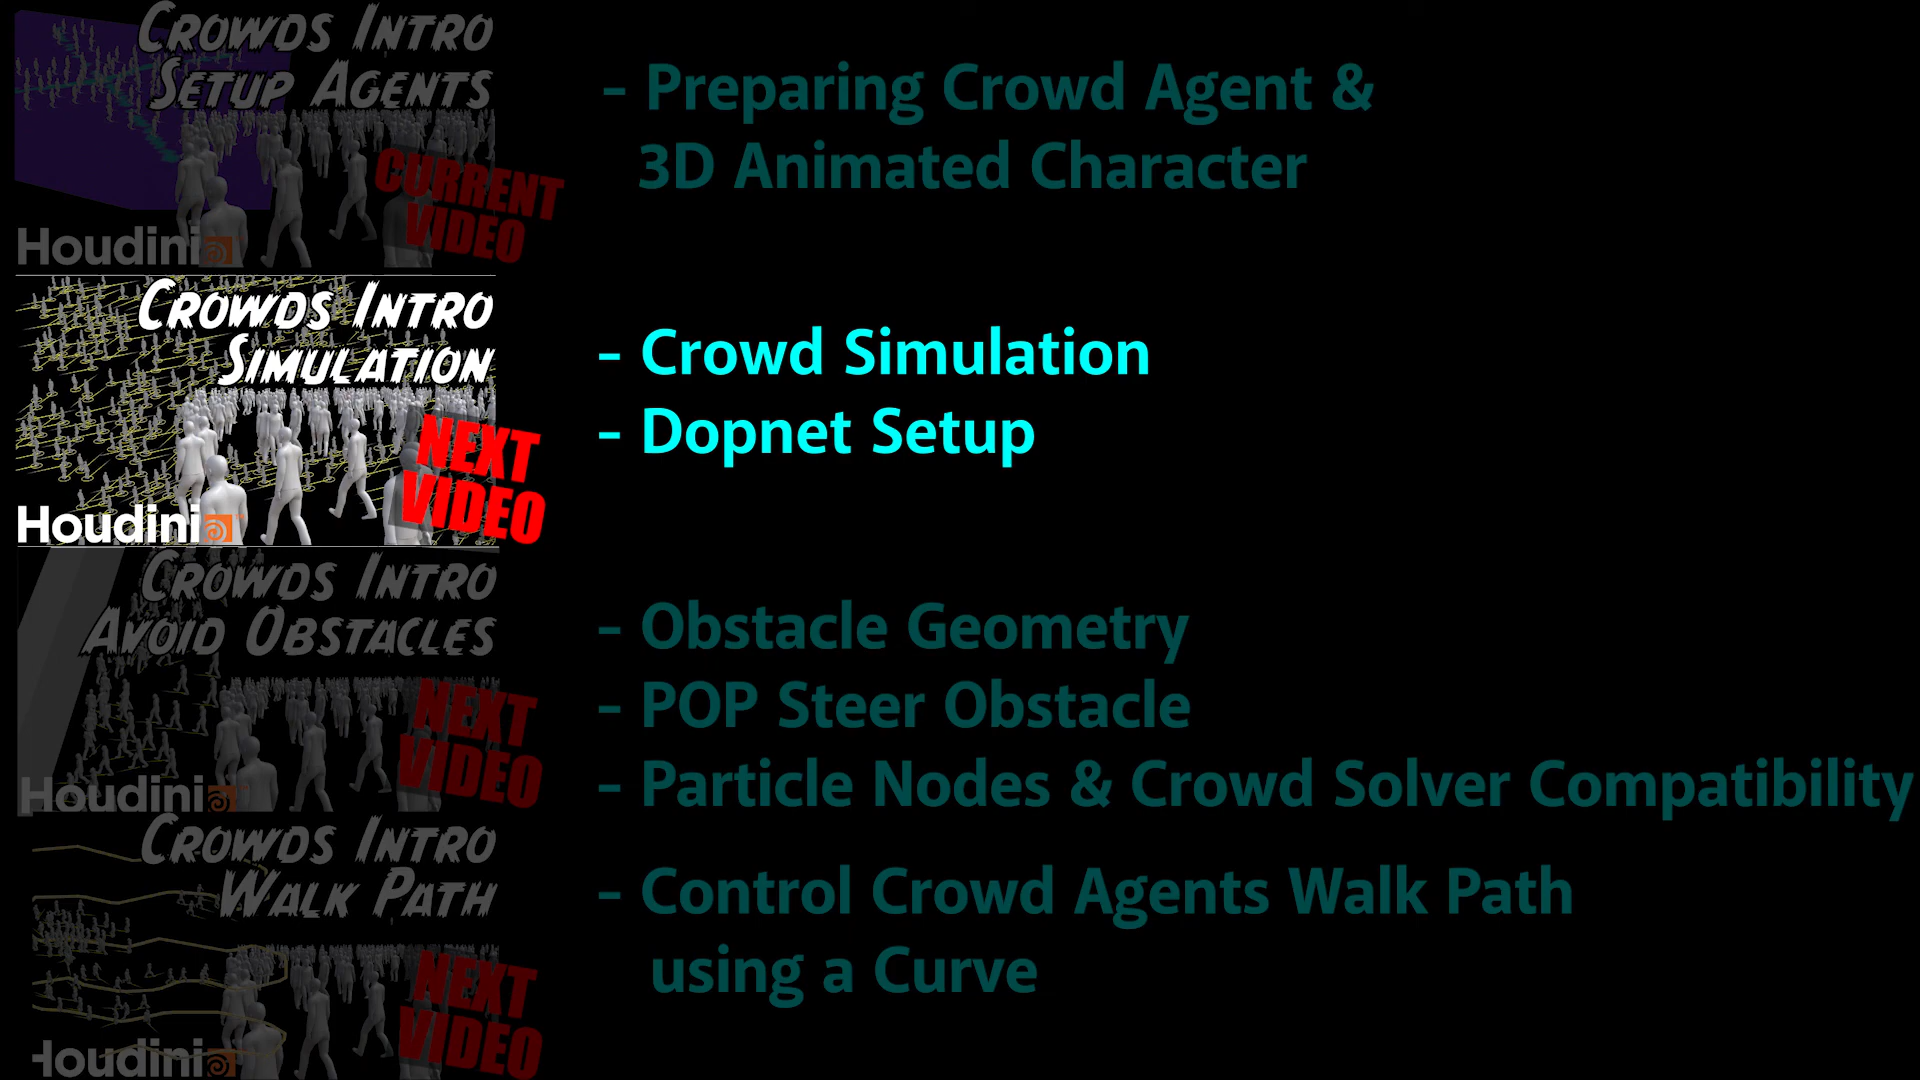 CROWDS INTRO
SETUP AGENTS
CURRENT
VIDEO
Houdini
- Preparing Crowd Agent &
3D Animated Character
CROWDS INTRO
SIMULATION
NEXT
VIDEO
Houdini
- Crowd Simulation
- Dopnet Setup
CROWDS INTRO
AVOID OBSTACLES
NEXT
VIDEO
Houdini
- Obstacle Geometry
- POP Steer Obstacle
- Particle Nodes & Crowd Solver Compatibility
CROWDS INTRO
WALK PATH
NEXT
VIDEO
Houdini
- Control Crowd Agents Walk Path
using a Curve